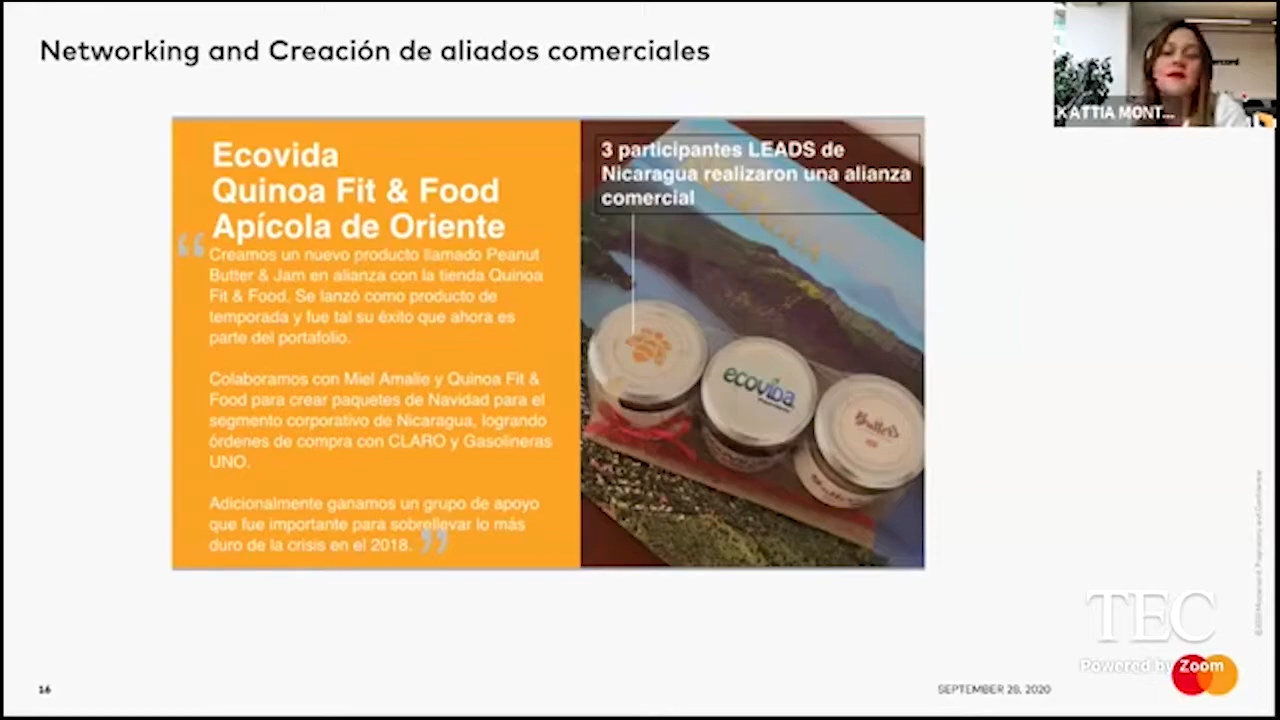 Networking and Creación de aliados comerciales
KATTIA MONT...
Ecovida
Quinoa Fit & Food
Apícola de Oriente
“
Creamos un nuevo producto llamado Peanut
Butter & Jam en alianza con la tienda Quinoa
Fit & Food. Se lanzó como producto de
temporada y fue tal su éxito que ahora es
parte del portafolio.
Colaboramos con Miel Amalie y Quinoa Fit &
Food para crear paquetes de Navidad para el
segmento corporativo de Nicaragua, logrando
órdenes de compra con CLARO y Gasolineras
UNO.
Adicionalmente ganamos un grupo de apoyo
que fue importante para sobrellevar lo más
duro de la crisis en el 2018. ”
3 participantes LEADS de
Nicaragua realizaron una alianza
comercial
ecovida
TEC
Powered by Zoom
16
SEPTEMBER 28, 2020